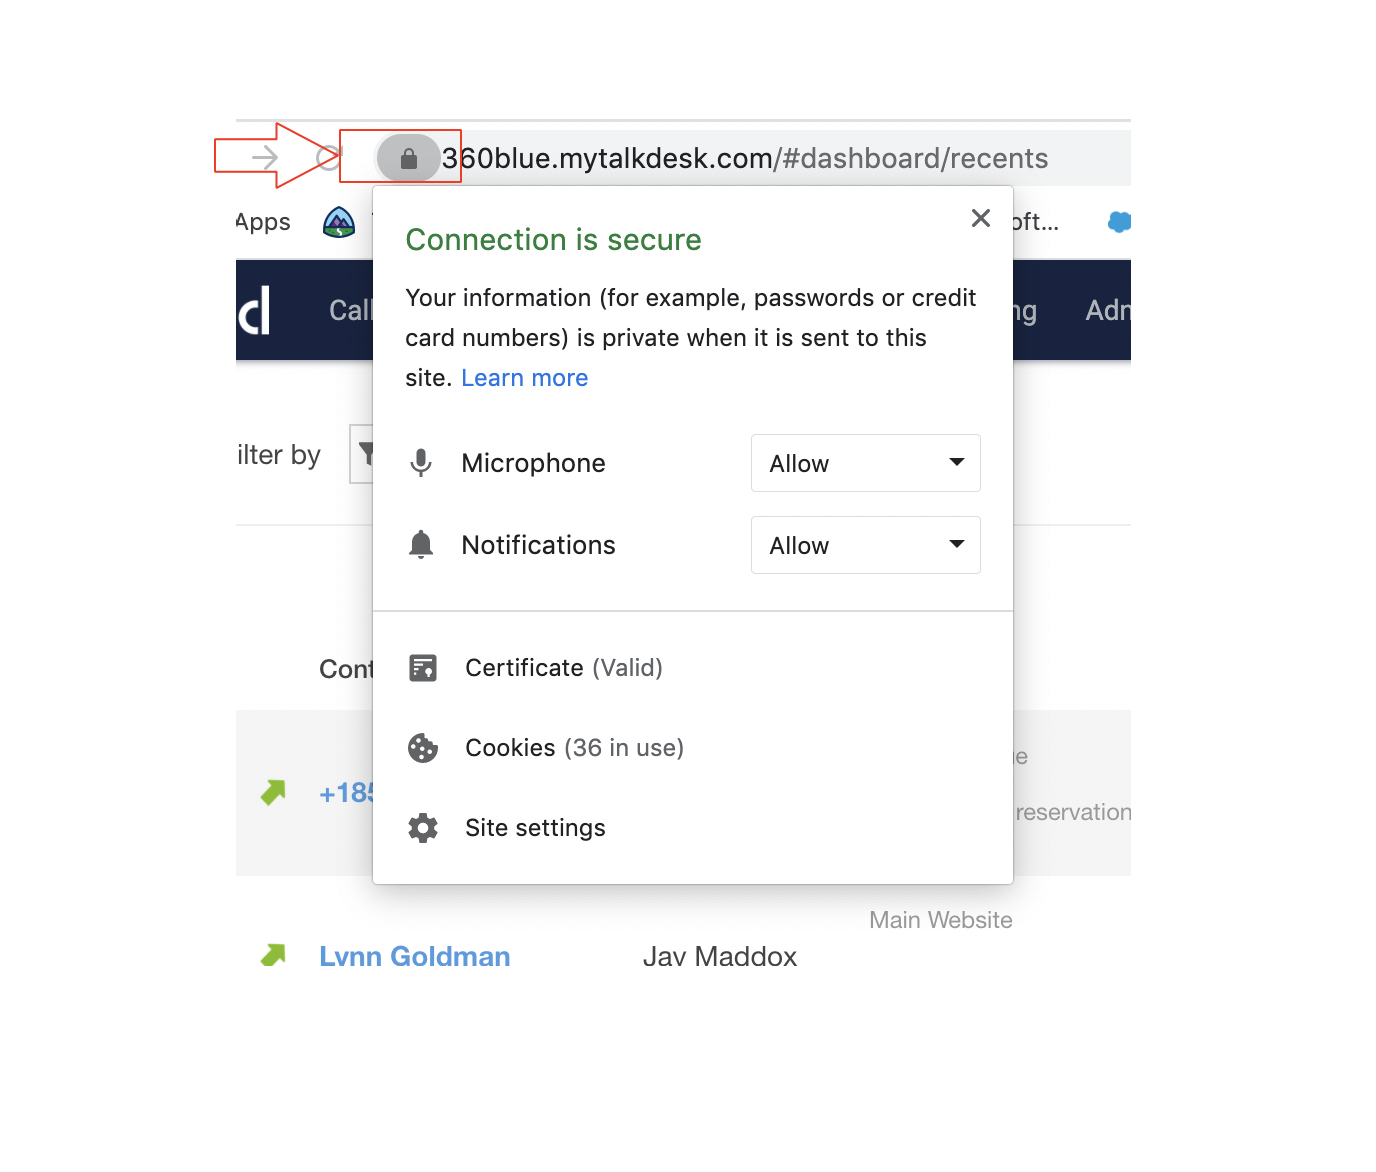 360blue.mytalkdesk.com/#dashboard/recents
Apps
oft...
Connection is secure
Your information (for example, passwords or credit
card numbers) is private when it is sent to this
site. Learn more
d
Call
ng
Adm
ilter by
Microphone Allow
Notifications Allow
Certificate (Valid)
Cookies (36 in use)
Site settings
Cont
+185
e
reservation
Main Website
Lynn Goldman
Jay Maddox